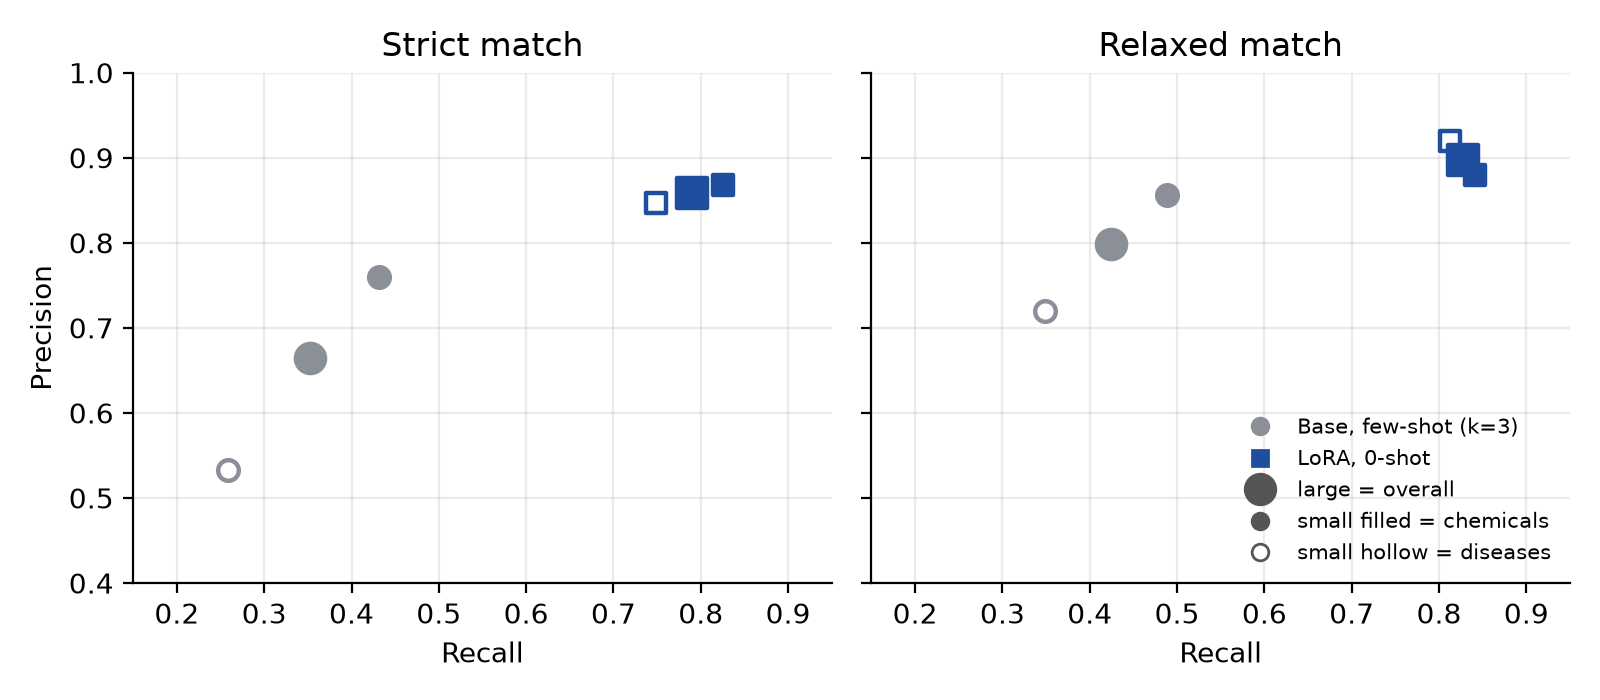 Strict match
Relaxed match
1.0
0.9
0.8
0.7
0.6
0.5
0.4
Precision
0.2 0.3 0.4 0.5 0.6 0.7 0.8 0.9
0.2 0.3 0.4 0.5 0.6 0.7 0.8 0.9
Recall
Recall
Base, few-shot (k=3)
LoRA, 0-shot
large = overall
small filled = chemicals
small hollow = diseases